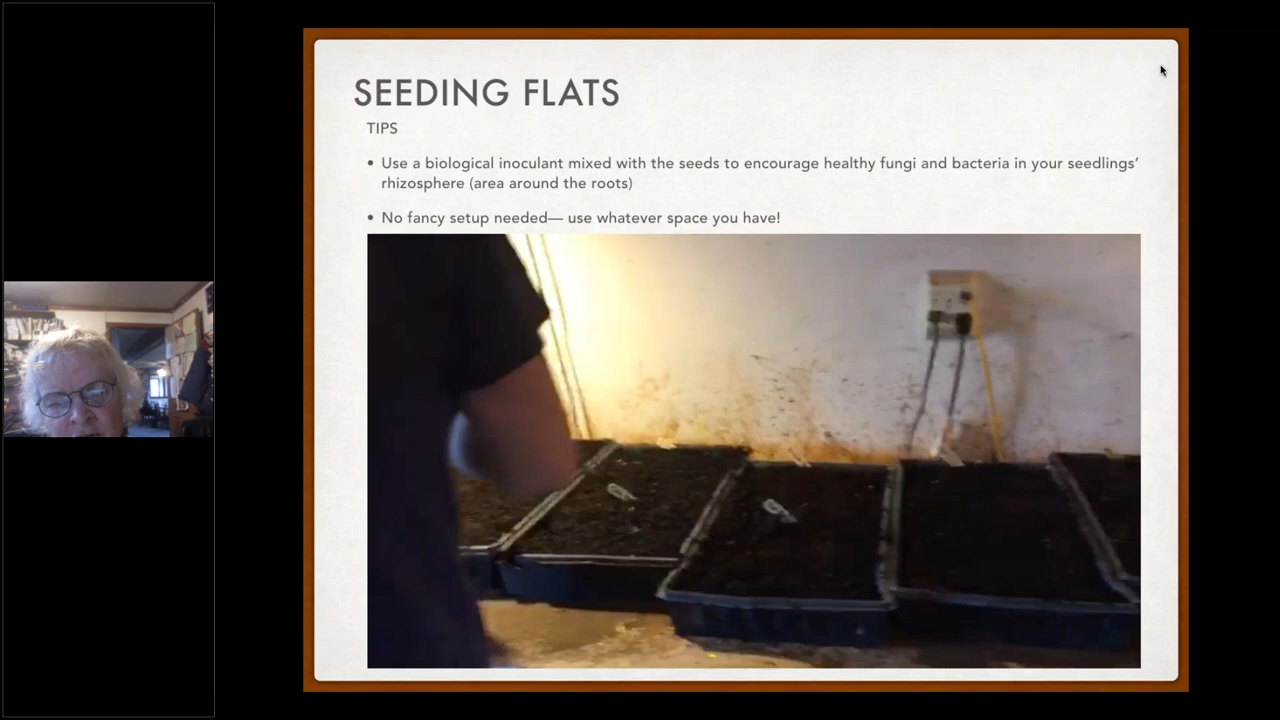 SEEDING FLATS
TIPS
• Use a biological inoculant mixed with the seeds to encourage healthy fungi and bacteria in your seedlings’
rhizosphere (area around the roots)
• No fancy setup needed— use whatever space you have!